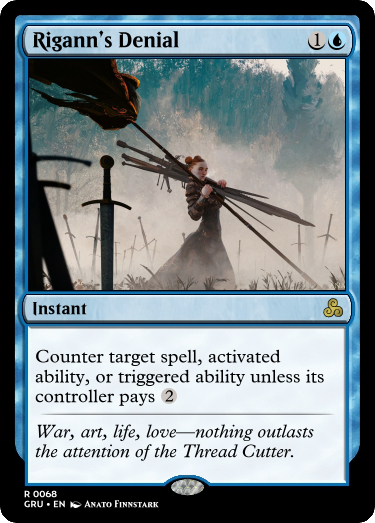 Rigann's Denial 1
Instant
Counter target spell, activated
ability, or triggered ability unless its
controller pays 2
War, art, life, love—nothing outlasts
the attention of the Thread Cutter.
R 0068
GRU • EN Anato Finnstark